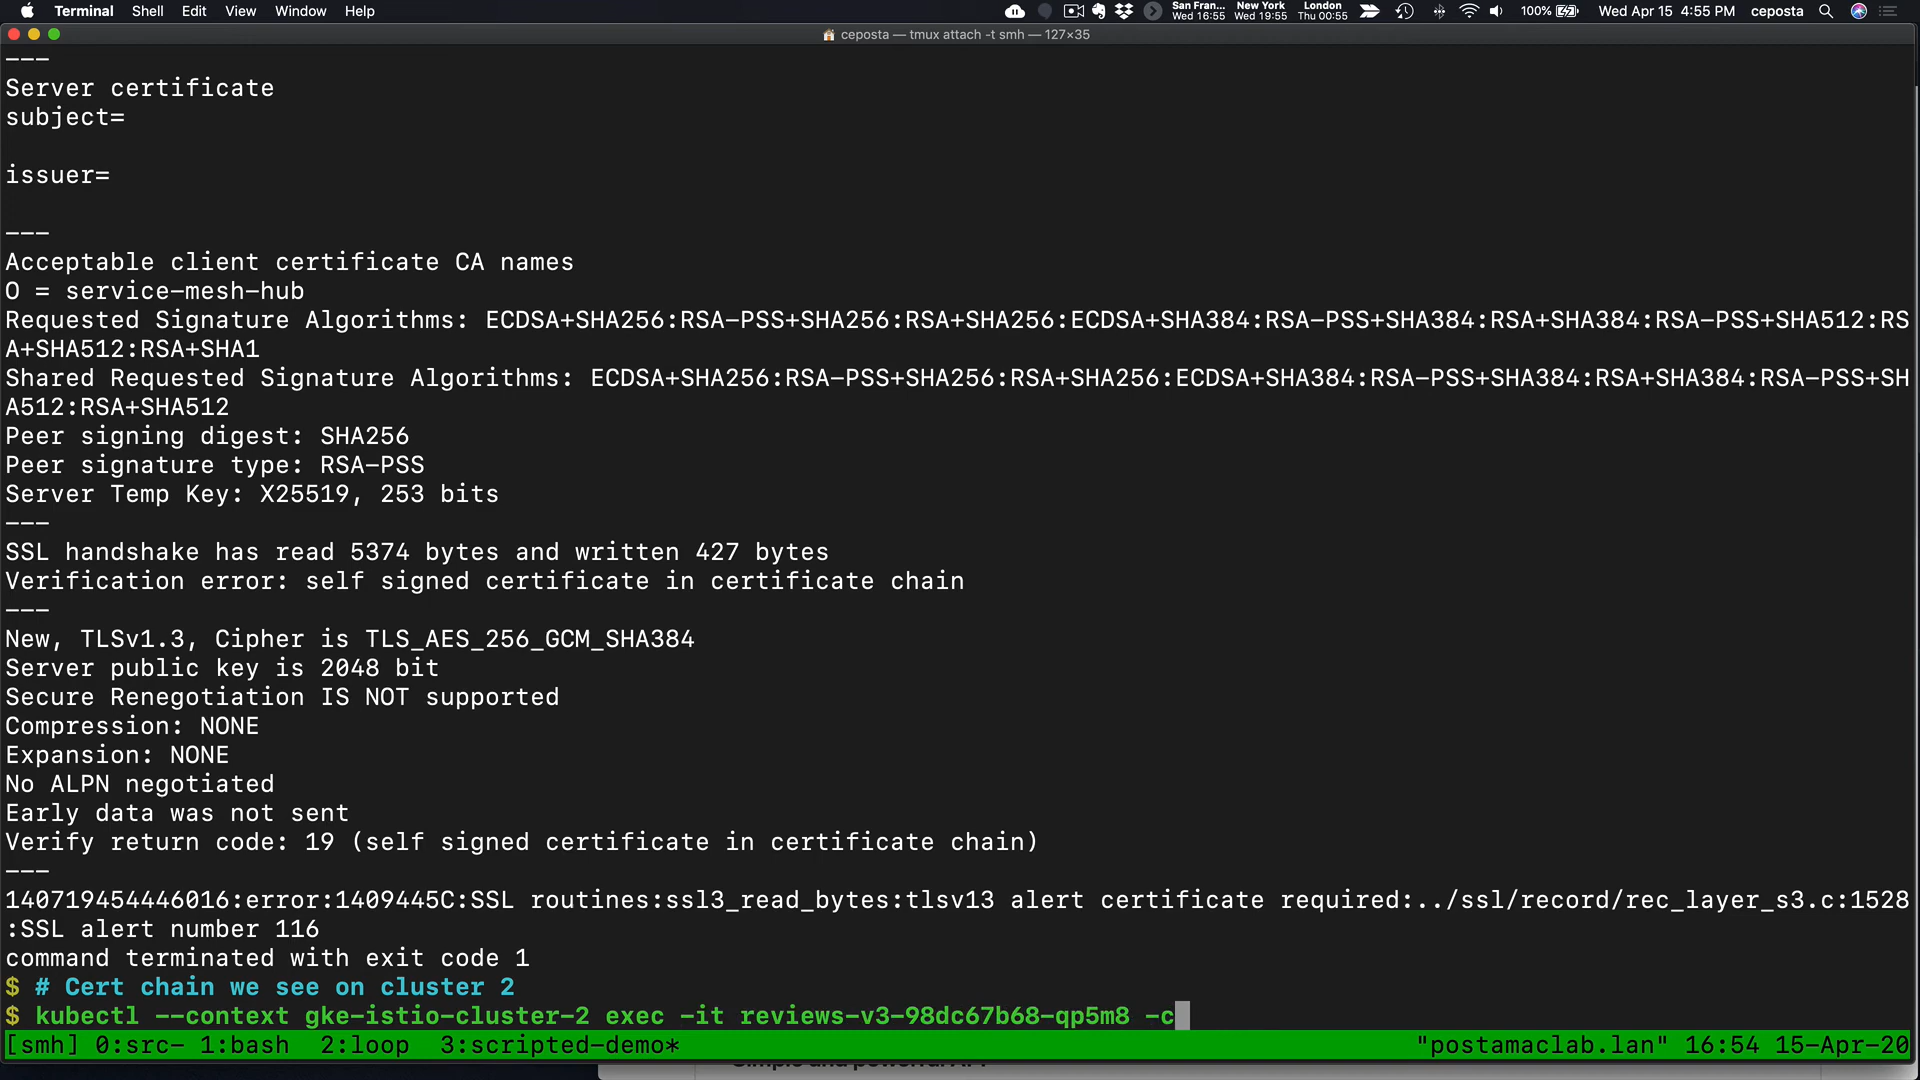 Terminal Shell Edit View Window Help
San Fran... Wed 16:55
New York Wed 19:55
London Thu 00:55
100% Wed Apr 15 4:55 PM ceposta
ceposta — tmux attach -t smh — 127×35
---
Server certificate
subject=
issuer=
---
Acceptable client certificate CA names
O = service-mesh-hub
Requested Signature Algorithms: ECDSA+SHA256:RSA-PSS+SHA256:RSA+SHA256:ECDSA+SHA384:RSA-PSS+SHA384:RSA+SHA384:RSA-PSS+SHA512:RS
A+SHA512:RSA+SHA1
Shared Requested Signature Algorithms: ECDSA+SHA256:RSA-PSS+SHA256:RSA+SHA256:ECDSA+SHA384:RSA-PSS+SHA384:RSA+SHA384:RSA-PSS+SH
A512:RSA+SHA512
Peer signing digest: SHA256
Peer signature type: RSA-PSS
Server Temp Key: X25519, 253 bits
---
SSL handshake has read 5374 bytes and written 427 bytes
Verification error: self signed certificate in certificate chain
---
New, TLSv1.3, Cipher is TLS_AES_256_GCM_SHA384
Server public key is 2048 bit
Secure Renegotiation IS NOT supported
Compression: NONE
Expansion: NONE
No ALPN negotiated
Early data was not sent
Verify return code: 19 (self signed certificate in certificate chain)
---
140719454446016:error:1409445C:SSL routines:ssl3_read_bytes:tlsv13 alert certificate required:../ssl/record/rec_layer_s3.c:1528
:SSL alert number 116
command terminated with exit code 1
$ # Cert chain we see on cluster 2
$ kubectl --context gke-istio-cluster-2 exec -it reviews-v3-98dc67b68-qp5m8 -c
[smh] 0:src- 1:bash 2:loop 3:scripted-demo* "postamaclab.lan" 16:54 15-Apr-20